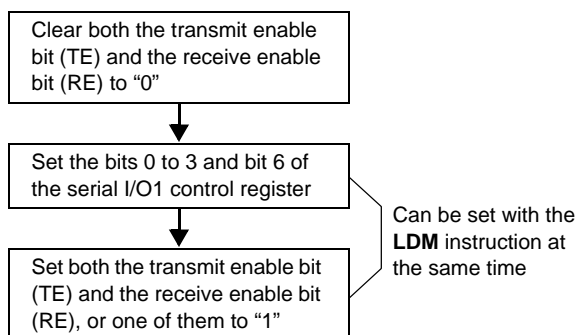 Clear both the transmit enable
bit (TE) and the receive enable
bit (RE) to “0”
Set the bits 0 to 3 and bit 6 of
the serial I/O1 control register
Can be set with the
LDM instruction at
the same time
Set both the transmit enable bit
(TE) and the receive enable bit
(RE), or one of them to “1”